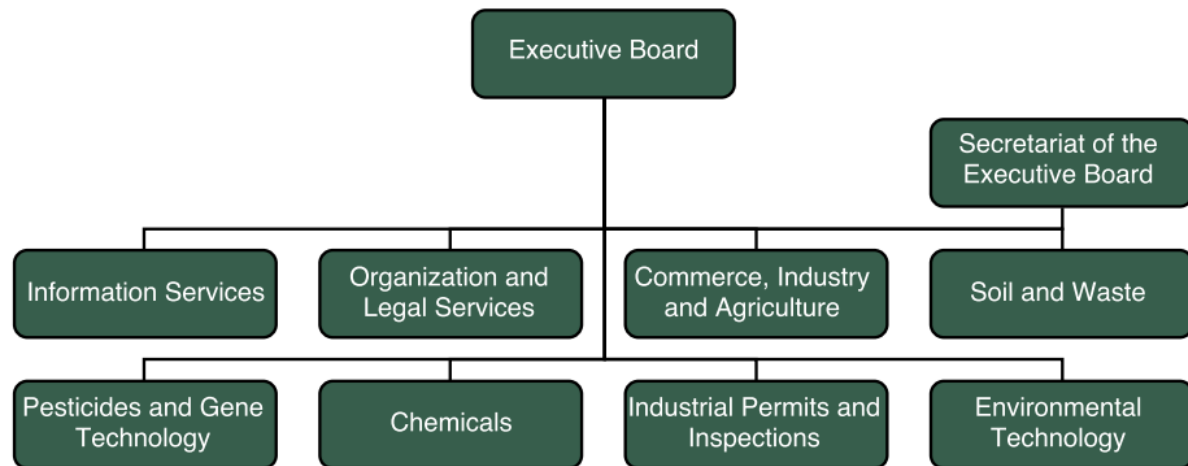 Executive Board
Secretariat of the
Executive Board
Information Services
Organization and
Legal Services
Commerce, Industry
and Agriculture
Soil and Waste
Pesticides and Gene
Technology
Chemicals
Industrial Permits and
Inspections
Environmental
Technology